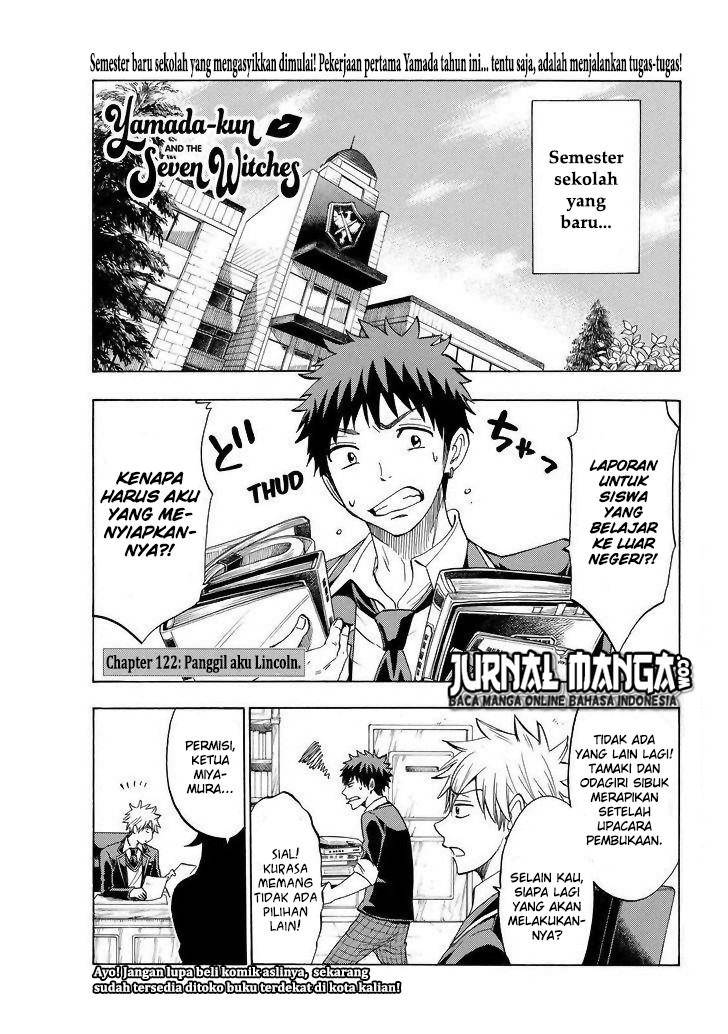 Semester baru sekolah yang mengasyikkan dimulai! Pekerjaan pertama Yamada tahun ini... tentu saja, adalah menjalankan tugas-tugas!
Yamada-kun
AND THE
Seven Witches
Semester
sekolah
yang
baru...
LAPORAN
UNTUK
SISWA
YANG
BELAJAR
KE LUAR
NEGERI?!
ちゃっ
ど
THUD
KENAPA
HARUS AKU
YANG ME-
NYIAPKAN-
NYA?!
Chapter 122: Panggil aku Lincoln.
JURNAL MANGA.COM
BACA MANGA ONLINE BAHASA INDONESIA
TIDAK ADA
YANG LAIN LAGI!
TAMAKI DAN
ODAGIRI SIBUK
MERAPIKAN
SETELAH
UPACARA
PEMBUKAAN.
SELAIN KAU,
SIAPA LAGI
YANG AKAN
MELAKUKAN-
NYA?
SIAL!
KURASA
MEMANG
TIDAK ADA
PILIHAN
LAIN!
PERMISI,
KETUA
MIYA-
MURA...
Ayo! Jangan lupa beli komik aslinya, sekarang
sudah tersedia ditoko buku terdekat di kota kalian!